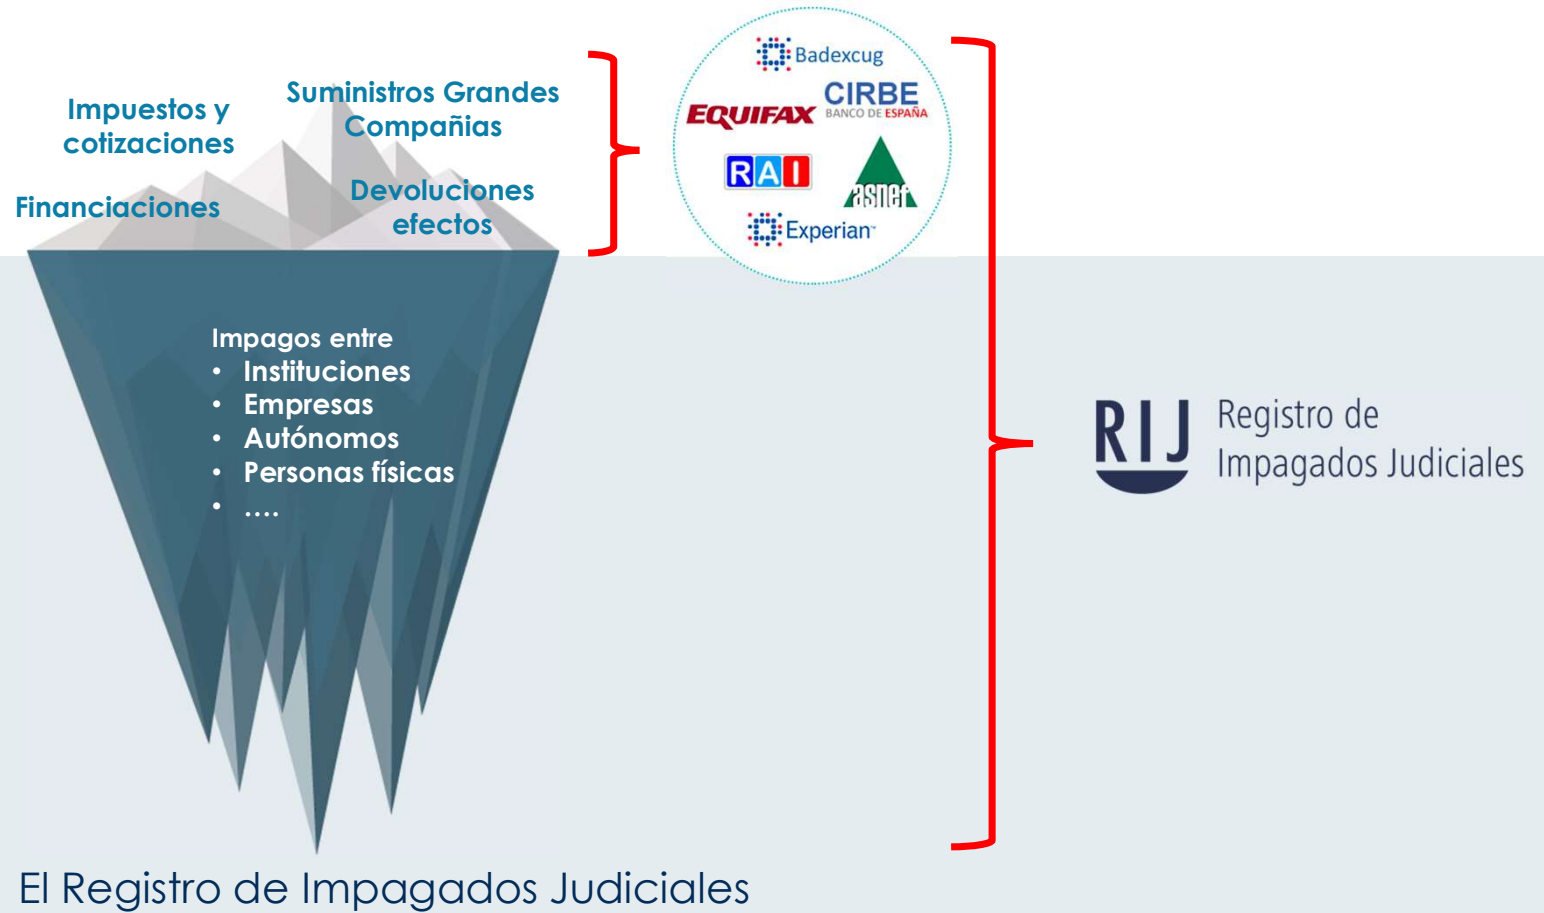 Impuestos y
cotizaciones
Suministros Grandes
Compañias
Financiaciones
Devoluciones
efectos
Badexcug
EQUIFAX
CIRBE
BANCO DE ESPAÑA
RAI
asnef
Experian™
Impagos entre
• Instituciones
• Empresas
• Autónomos
• Personas físicas
• ….
RIJ
Registro de
Impagados Judiciales
El Registro de Impagados Judiciales